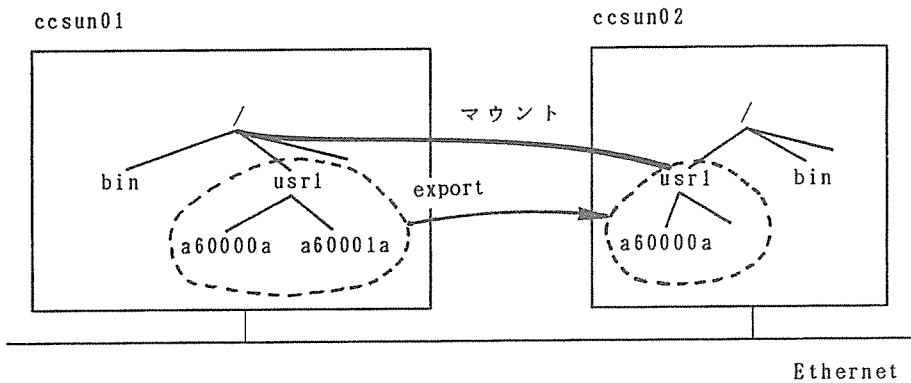 ccsun01
ccsun02
/
マウント
/
bin
usr1
export
usr1
bin
a60000a
a60001a
a60000a
Ethernet